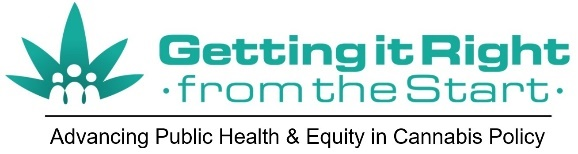 Getting it Right
·from the Start·
Advancing Public Health & Equity in Cannabis Policy